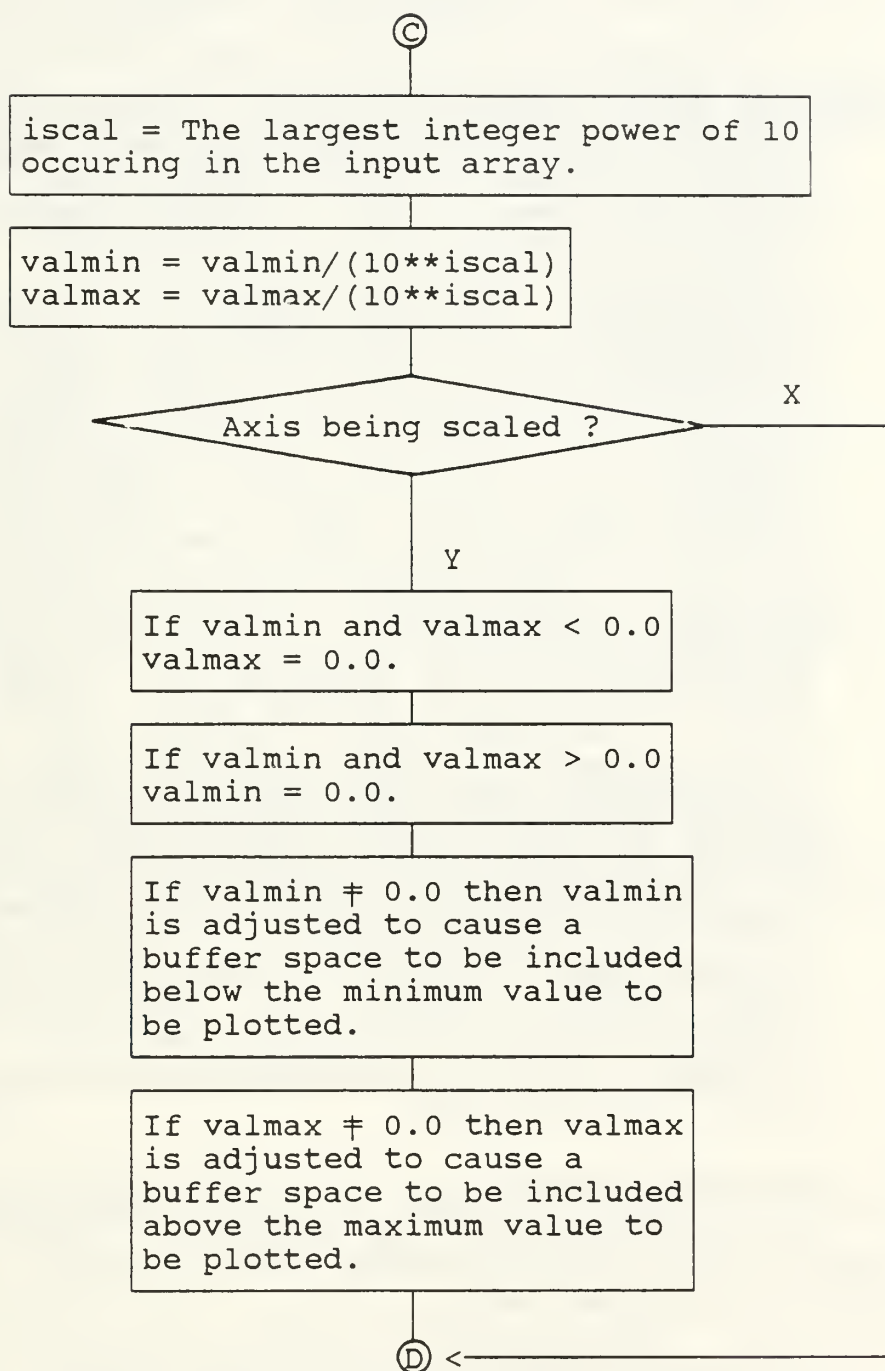 C
iscal = The largest integer power of 10
occuring in the input array.
valmin = valmin/(10**iscal)
valmax = valmax/(10**iscal)
Axis being scaled ?
X
Y
If valmin and valmax < 0.0
valmax = 0.0.
If valmin and valmax > 0.0
valmin = 0.0.
If valmin ≠ 0.0 then valmin
is adjusted to cause a
buffer space to be included
below the minimum value to
be plotted.
If valmax ≠ 0.0 then valmax
is adjusted to cause a
buffer space to be included
above the maximum value to
be plotted.
D <